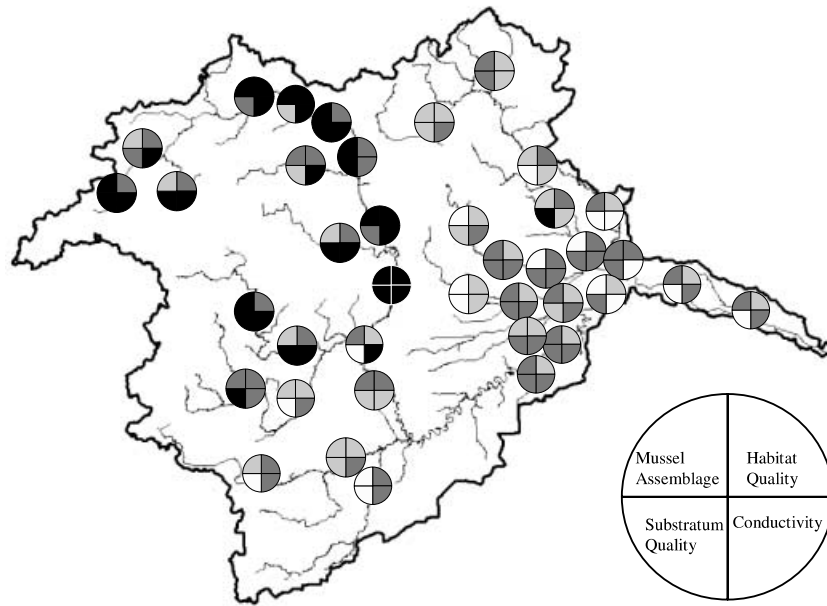 Mussel
Assemblage
Habitat
Quality
Substratum
Quality
Conductivity